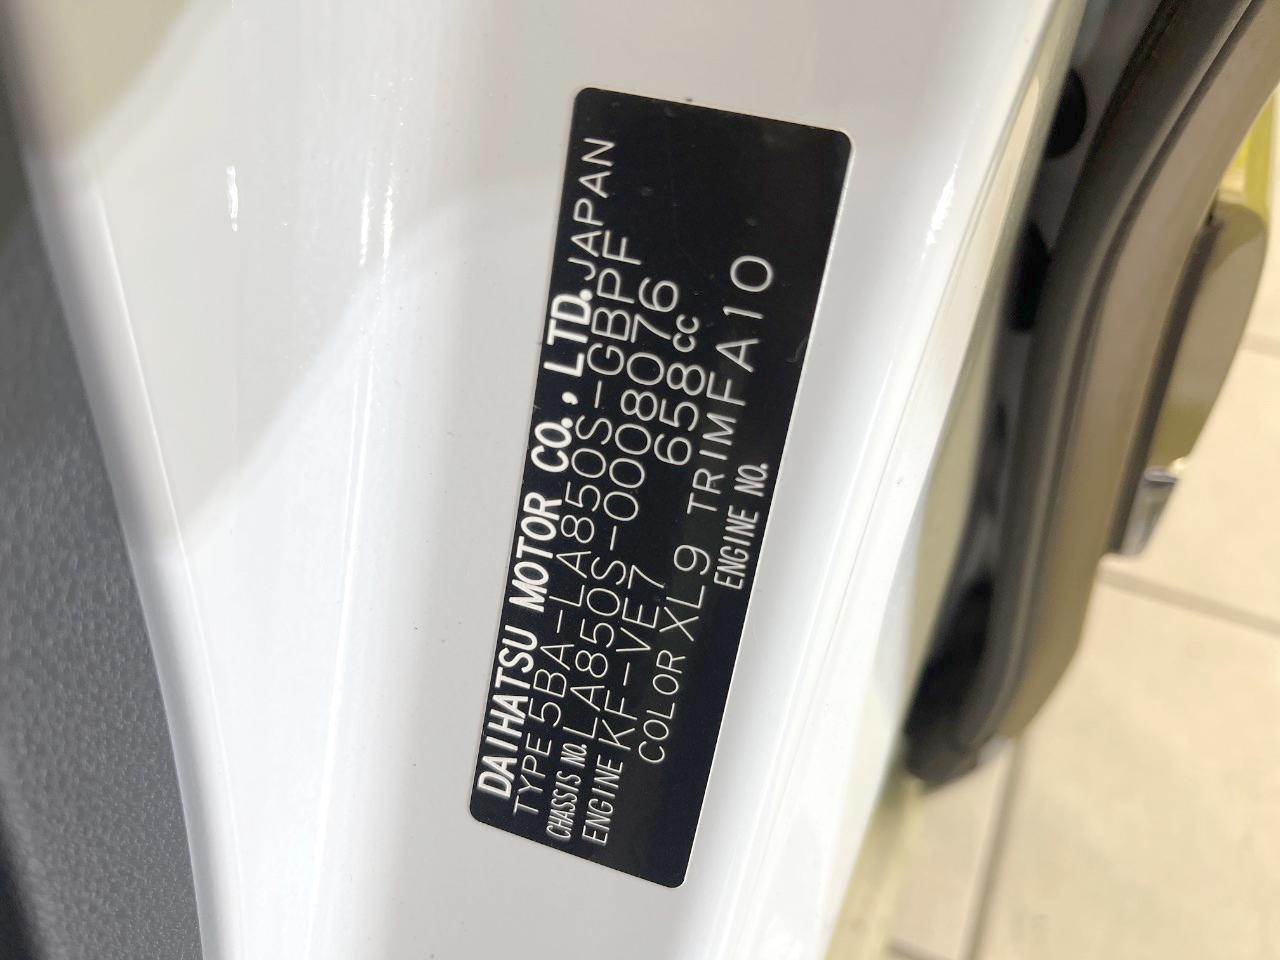 DAIHATSU MOTOR CO., LTD. JAPAN
TYPE 5BA-LA850S-GBPF
CHASSIS NO. LA850S-0008076
ENGINE KF-VE7 658cc
COLOR XL9 TRIM FA10
ENGINE NO.